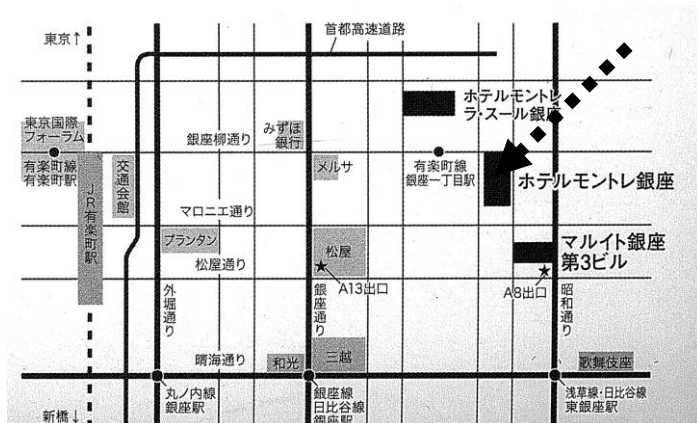 首都高速道路
東京↑
ホテルモントレ
ラ・スール銀座
東京国際
フォーラム
みずほ
銀行
銀座柳通り
有楽町線
有楽町駅
交通会館
メルサ
有楽町線
銀座一丁目駅
ホテルモントレ銀座
JR有楽町駅
マロニエ通り
プランタン
松屋
マルイト銀座
第3ビル
松屋通り
A13出口
A8出口
外堀通り
銀座通り
昭和通り
晴海通り
和光
三越
歌舞伎座
丸ノ内線
銀座駅
銀座線
日比谷線
銀座駅
浅草線・日比谷線
東銀座駅
新橋↓